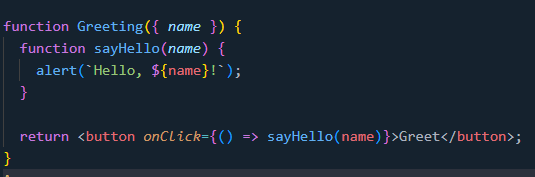 function Greeting({ name }) {
  function sayHello(name) {
    alert(`Hello, ${name}!`);
  }

  return <button onClick={() => sayHello(name)}>Greet</button>;
}